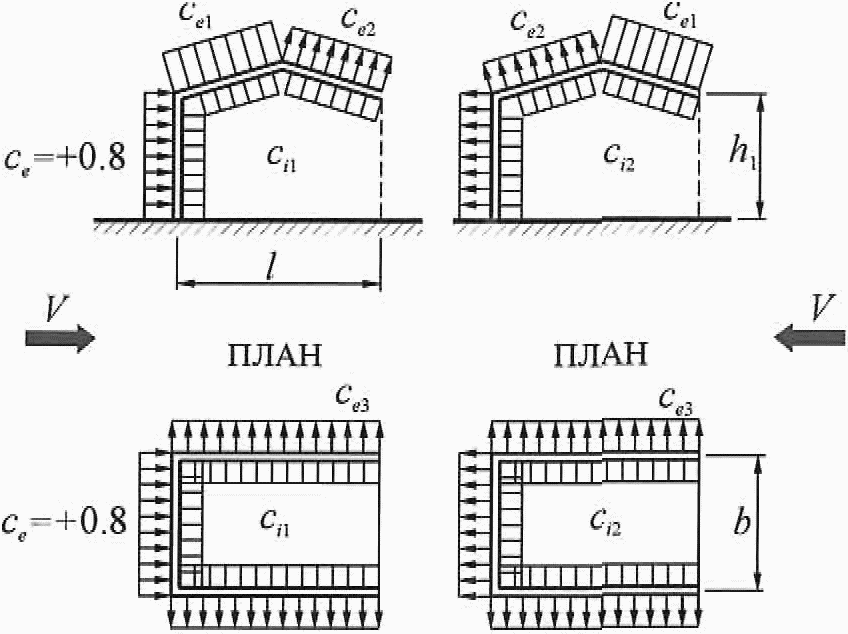 c_e1 c_e2 c_e2 c_e1
c_e=+0.8 c_i1 c_i2 h_1
l
V V
ПЛАН ПЛАН
c_e3 c_e3
c_e=+0.8 c_i1 c_i2 b